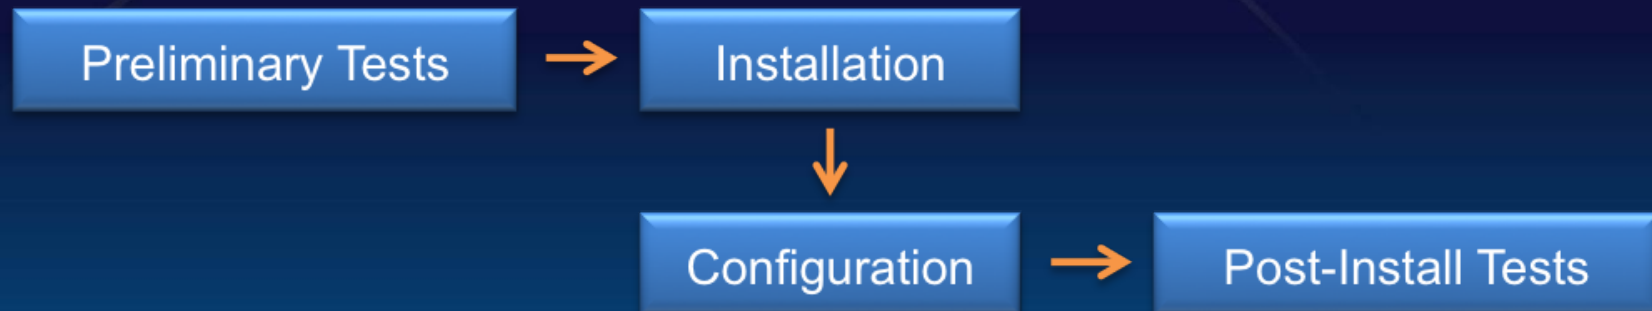 Preliminary Tests
Installation
Configuration
Post-Install Tests